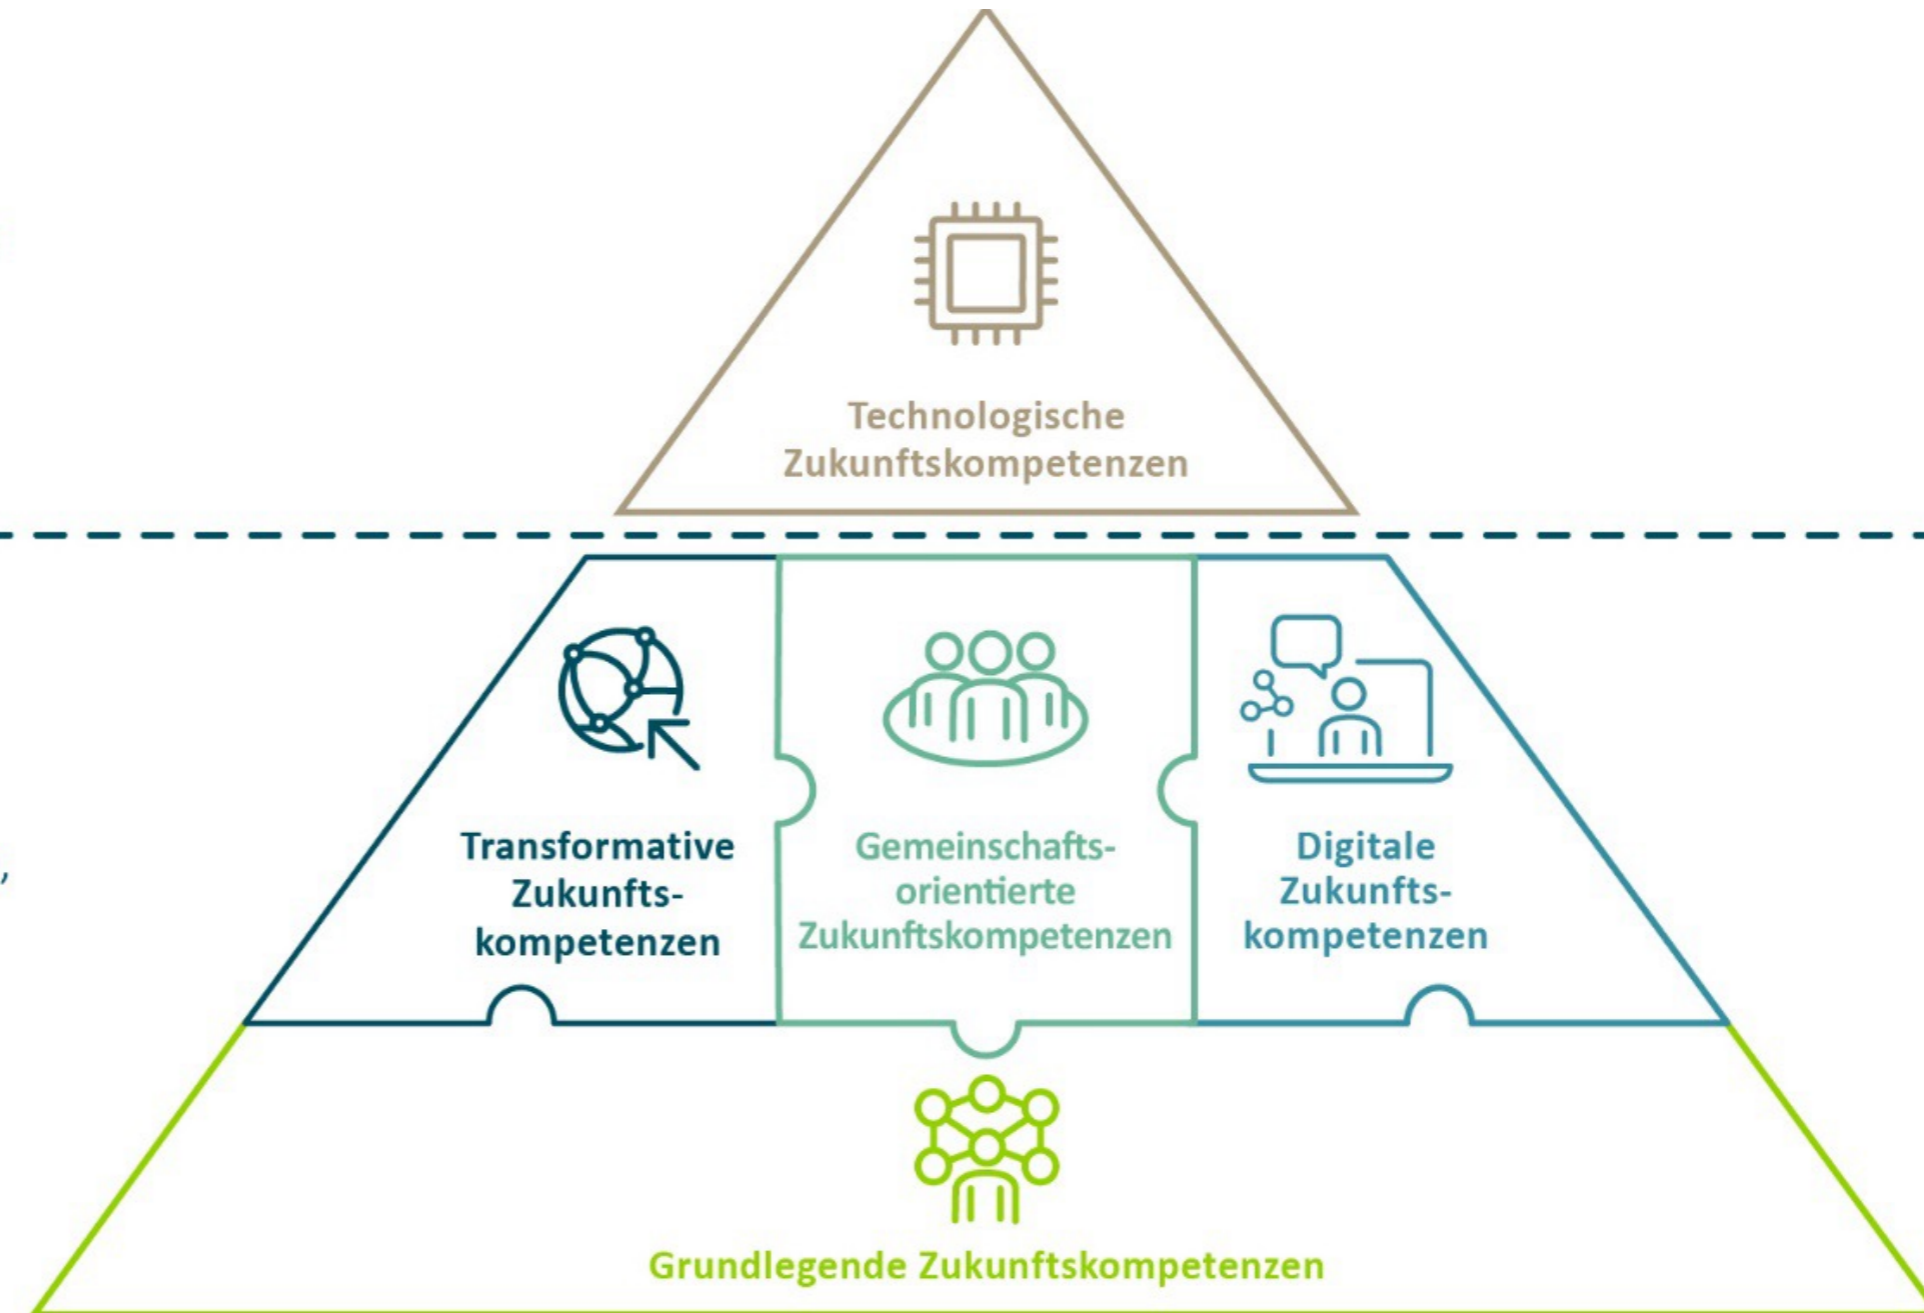 Technologische
Zukunftskompetenzen
,
Transformative
Zukunfts-
kompetenzen
Gemeinschafts-
orientierte
Zukunftskompetenzen
Digitale
Zukunfts-
kompetenzen
Grundlegende Zukunftskompetenzen